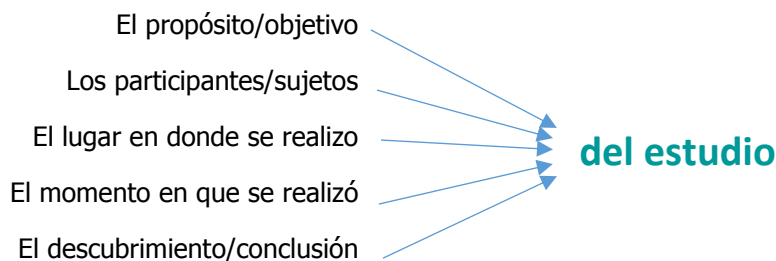 El propósito/objetivo
Los participantes/sujetos
El lugar en donde se realizo
El momento en que se realizó
El descubrimiento/conclusión
del estudio